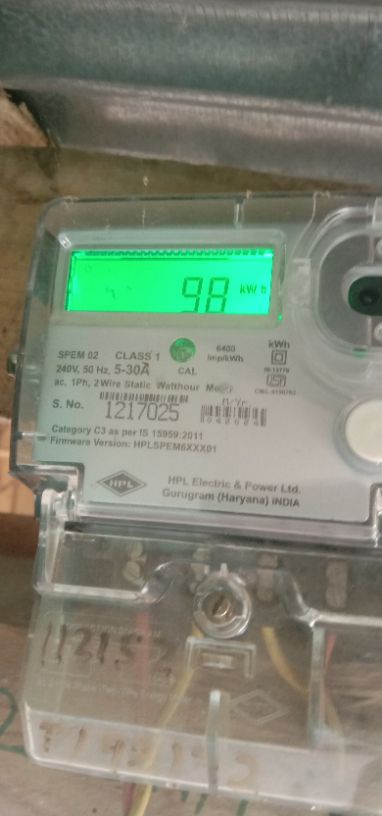 98 kWh
SPEM 02 CLASS 1
6400
imp/kWh
kWh
240V, 50 Hz, 5-30A CAL
ac. 1Ph, 2Wire Static Watthour Meter
M/Yr.
S. No. 1217025
Category C3 as per IS 15959:2011
Firmware Version: HPLSPEM6XXX01
HPL
HPL Electric & Power Ltd.
Gurugram (Haryana) INDIA